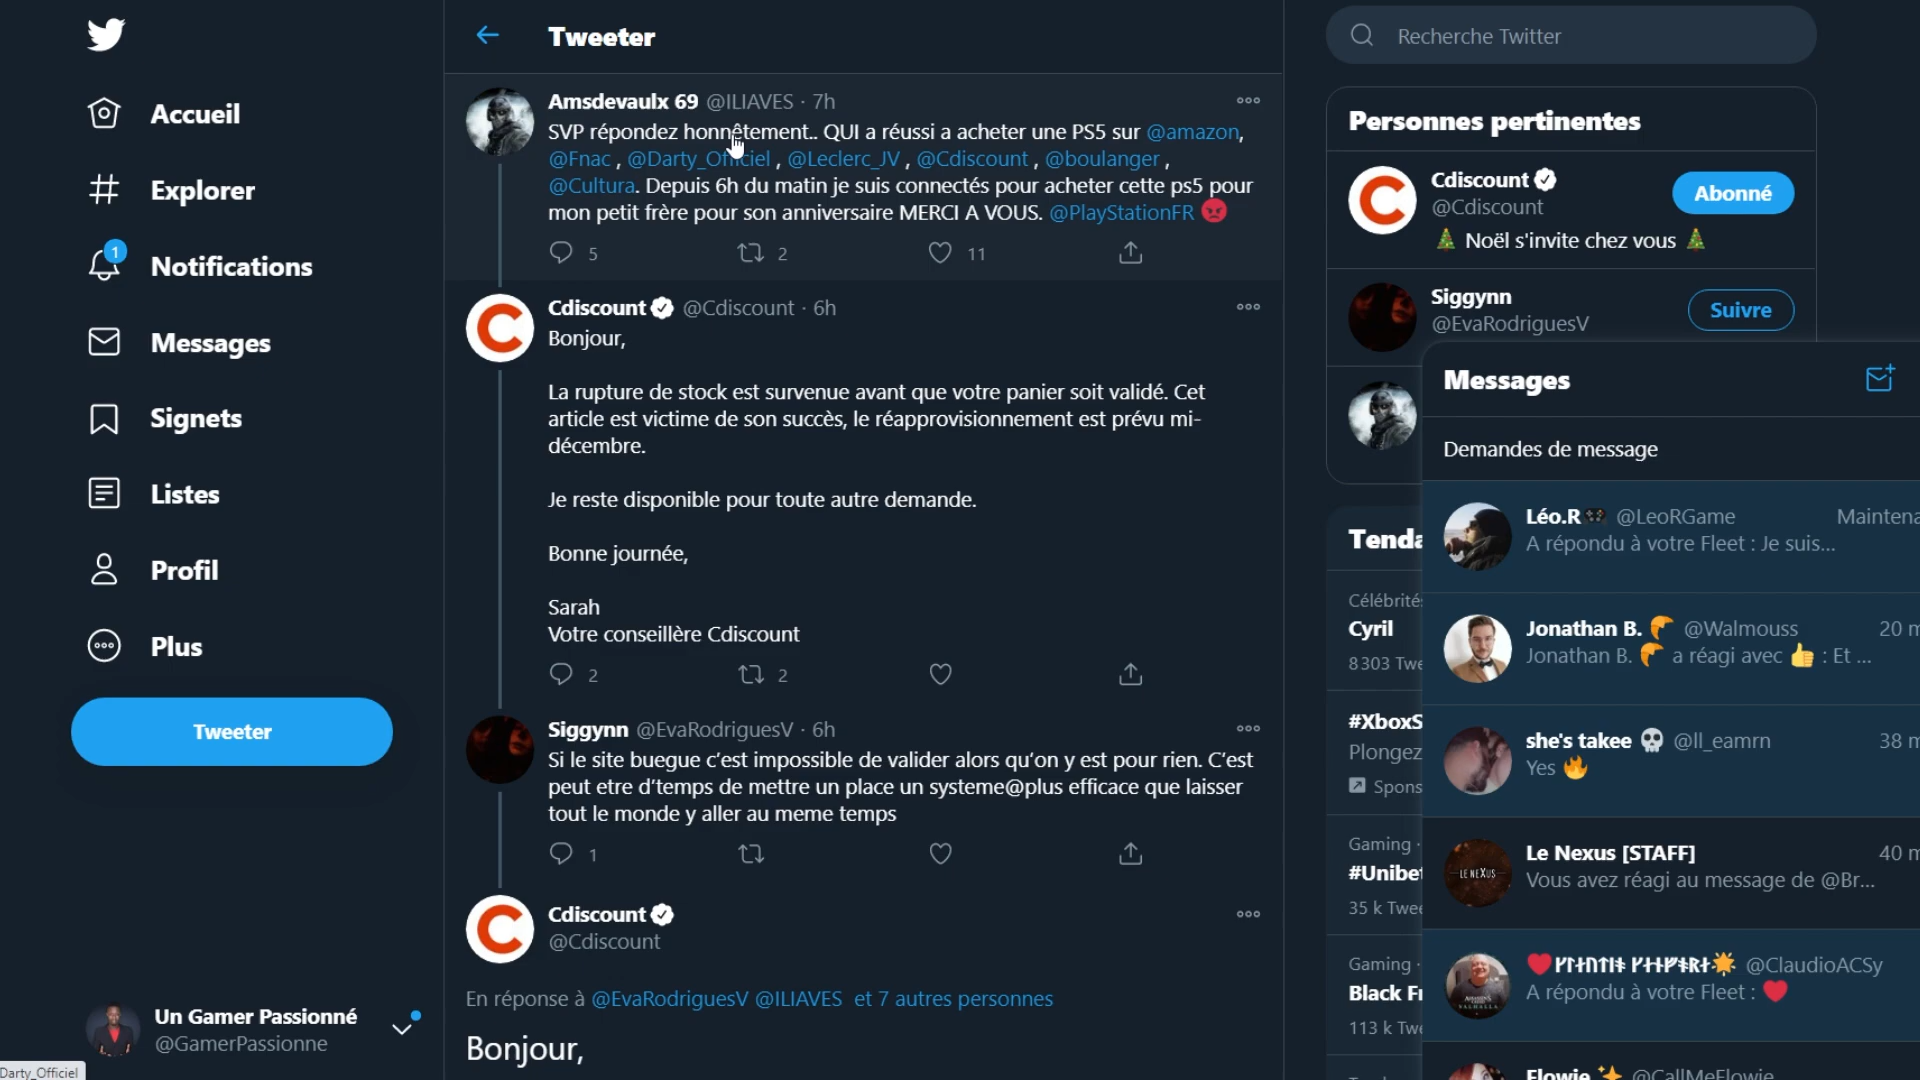 Accueil
Explorer
1
Notifications
Messages
Signets
Listes
Profil
Plus
Tweeter
Un Gamer Passionné
@GamerPassionne
Darty_Officiel
Tweeter
Amsdevaulx 69 @ILIAVES · 7h
SVP répondez honnêtement.. QUI a réussi a acheter une PS5 sur @amazon,
@Fnac , @Darty_Officiel , @Leclerc_JV , @Cdiscount , @boulanger ,
@Cultura. Depuis 6h du matin je suis connectés pour acheter cette ps5 pour
mon petit frère pour son anniversaire MERCI A VOUS. @PlayStationFR 😡
5 2 11
Cdiscount @Cdiscount · 6h
Bonjour,
La rupture de stock est survenue avant que votre panier soit validé. Cet
article est victime de son succès, le réapprovisionnement est prévu mi-
décembre.
Je reste disponible pour toute autre demande.
Bonne journée,
Sarah
Votre conseillère Cdiscount
2 2
Siggynn @EvaRodriguesV · 6h
Si le site buegue c'est impossible de valider alors qu'on y est pour rien. C'est
peut etre d'temps de mettre un place un systeme@plus efficace que laisser
tout le monde y aller au meme temps
1
Cdiscount
@Cdiscount
En réponse à @EvaRodriguesV @ILIAVES et 7 autres personnes
Bonjour,
Recherche Twitter
Personnes pertinentes
Cdiscount
@Cdiscount
Abonné
🎄 Noël s'invite chez vous 🎄
Siggynn
@EvaRodriguesV
Suivre
Tenda
Célébrité
Cyril
8 303 Twe
#XboxS
Plongez
Spons
Gaming ·
#Unibet
35 k Twee
Gaming ·
Black Fr
113 k Twe
Messages
Demandes de message
Léo.R🎮 @LeoRGame Maintena
A répondu à votre Fleet : Je suis...
Jonathan B. 🥐 @Walmouss 20 m
Jonathan B. 🥐 a réagi avec 👍 : Et ...
she's takee 💀 @ll_eamrn 38 m
Yes 🔥
LE NEXUS
Le Nexus [STAFF] 40 m
Vous avez réagi au message de @Br...
@ClaudioACSy
A répondu à votre Fleet : ❤️
Flowie ✨ @CallMeFlowie